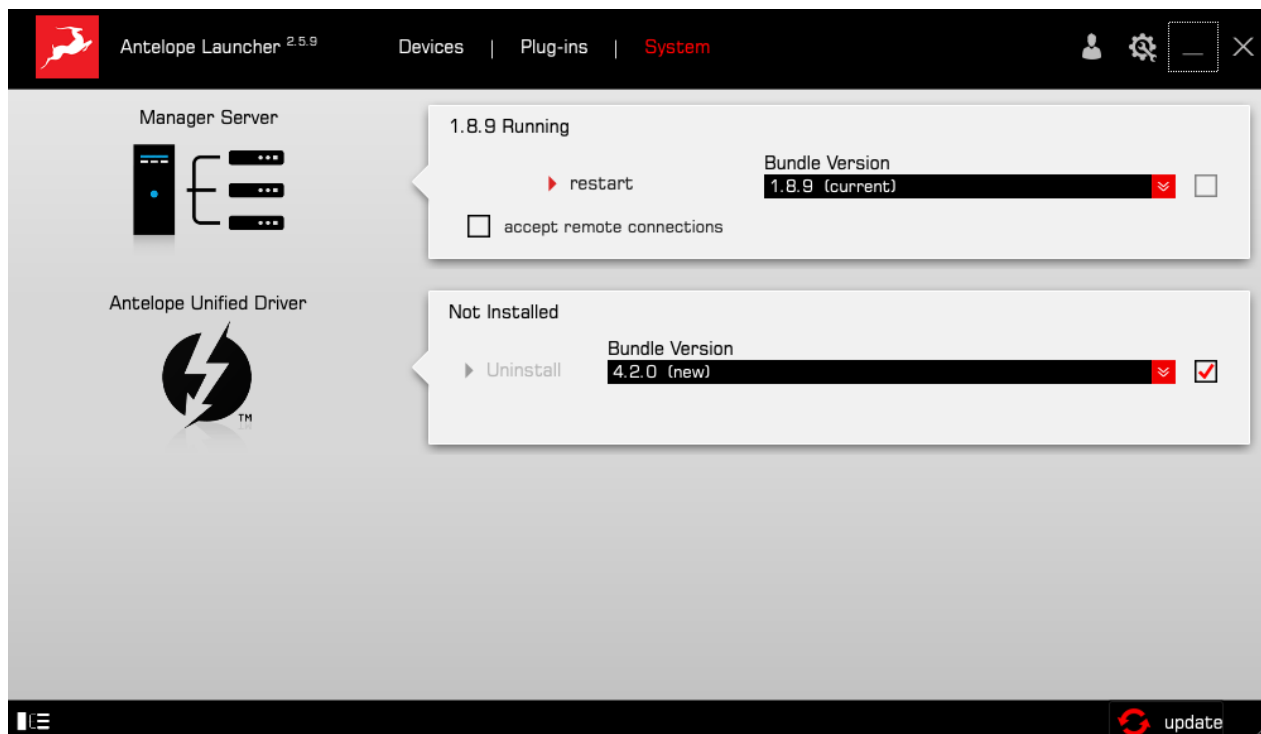 Antelope Launcher 2.5.9 Devices | Plug-ins | System
Manager Server
1.8.9 Running
restart
Bundle Version
1.8.9 (current)
accept remote connections
Antelope Unified Driver
TM
Not Installed
Uninstall
Bundle Version
4.2.0 (new)
update